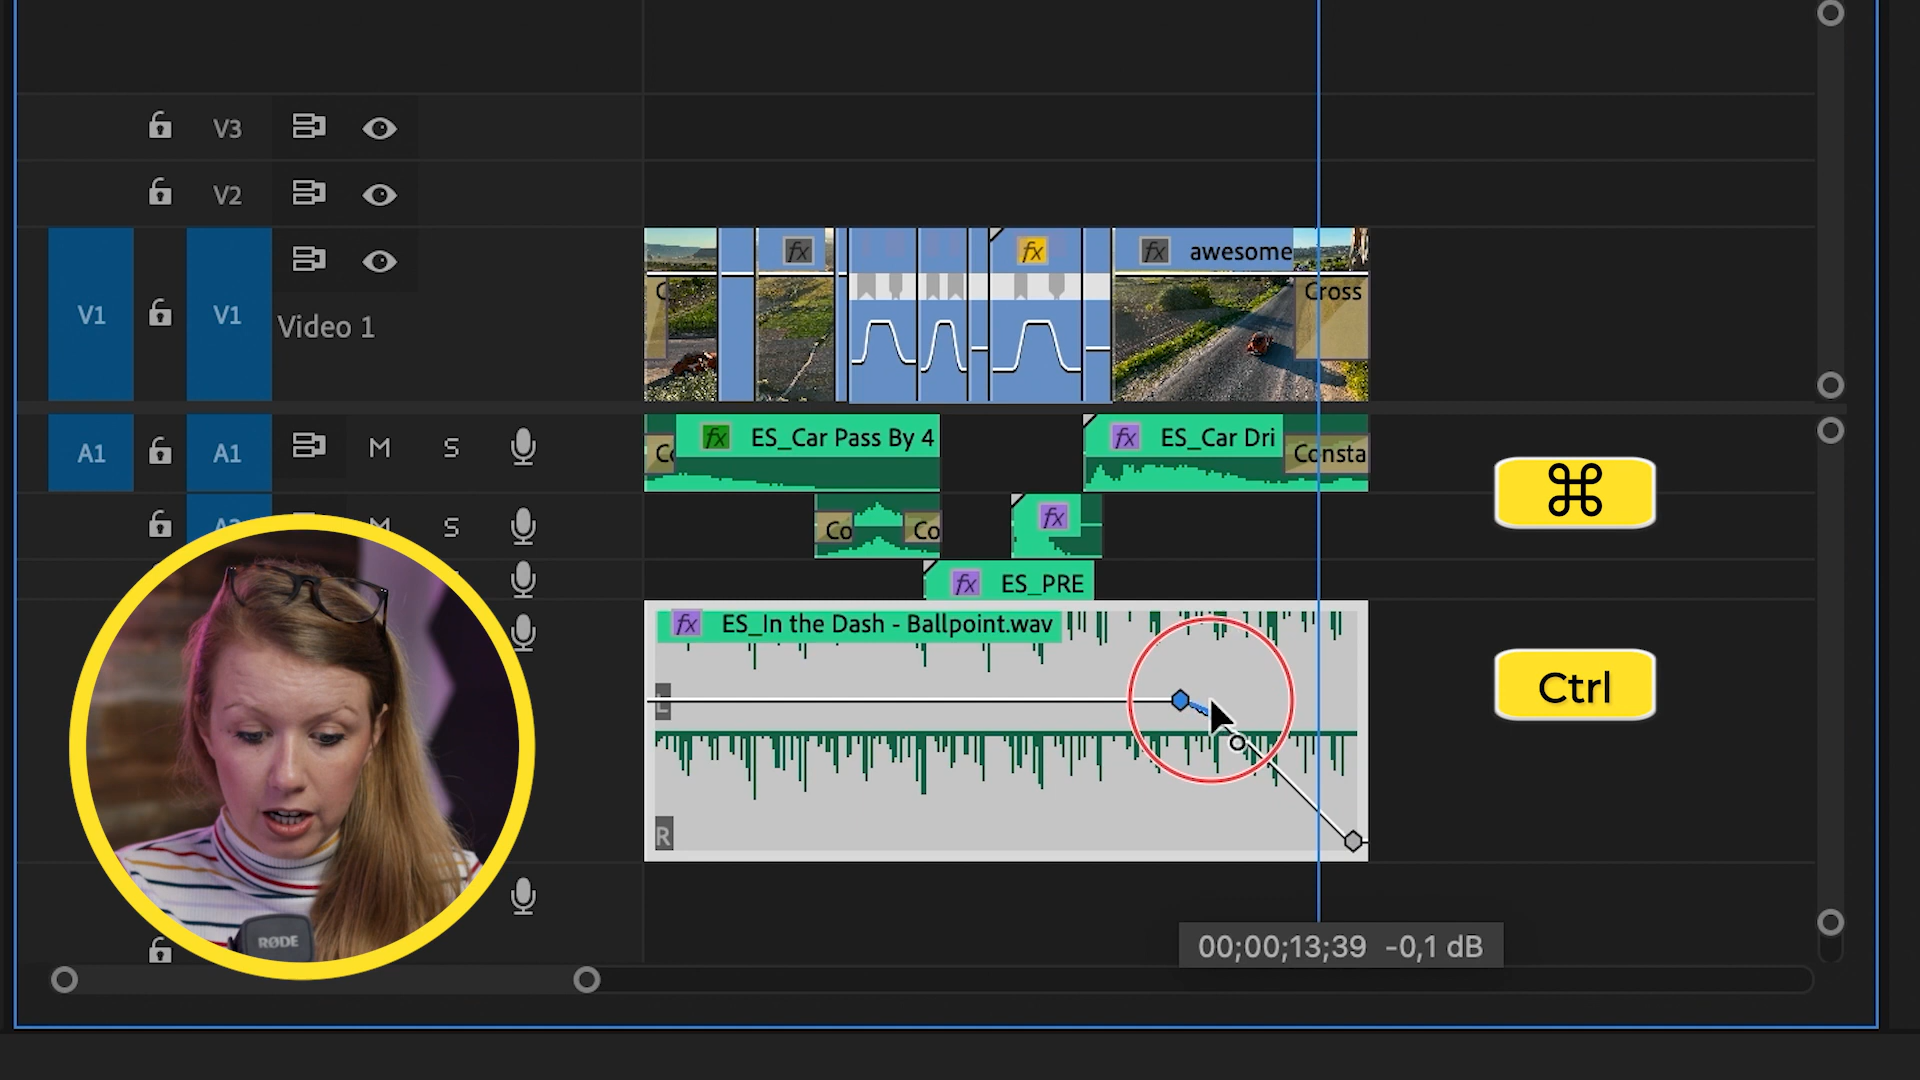 V3
V2
fx
fx
fx
awesome
V1
V1
Video 1
C
Cross
A1
A1
M
S
fx
ES_Car Pass By 4
fx
ES_Car Dri
Co
Consta
⌘
A2
M
S
Co
Co
fx
fx
ES_PRE
fx
ES_In the Dash - Ballpoint.wav
L
Ctrl
R
RØDE
00;00;13;39 -0,1 dB